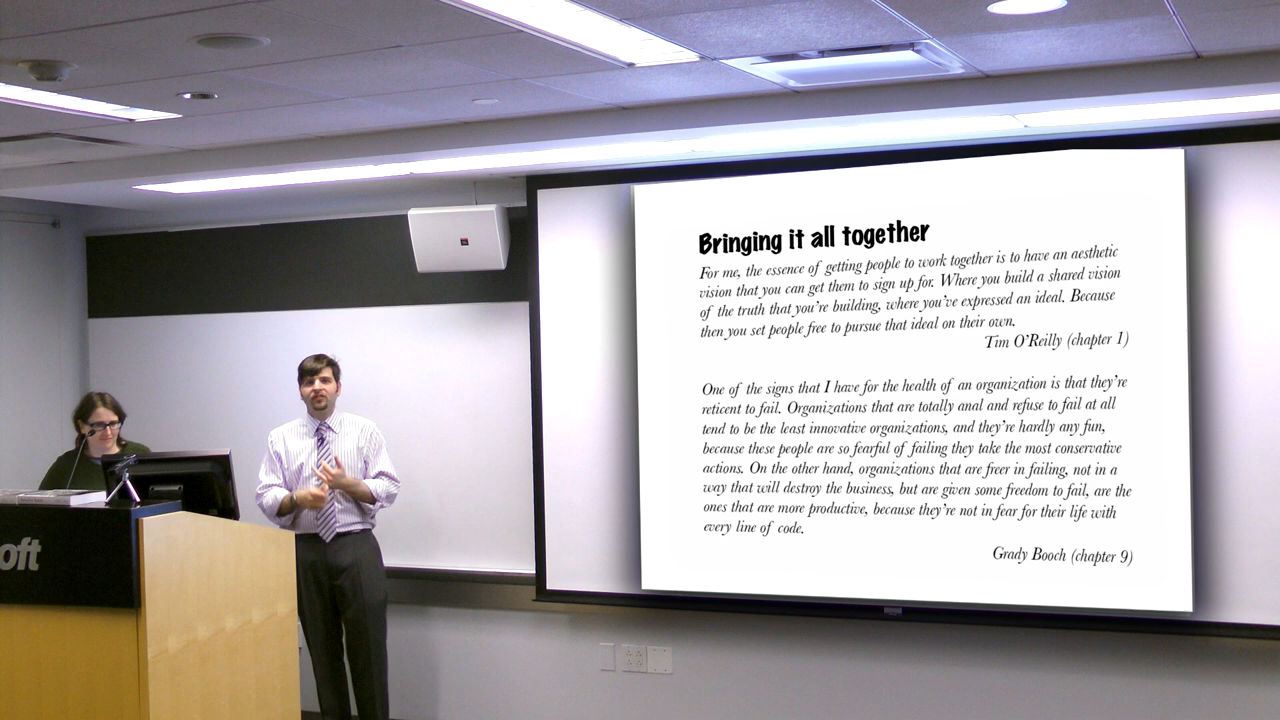 Bringing it all together
For me, the essence of getting people to work together is to have an aesthetic
vision that you can get them to sign up for. Where you build a shared vision
of the truth that you're building, where you've expressed an ideal. Because
then you set people free to pursue that ideal on their own.
Tim O'Reilly (chapter 1)
One of the signs that I have for the health of an organization is that they're
reticent to fail. Organizations that are totally anal and refuse to fail at all
tend to be the least innovative organizations, and they're hardly any fun,
because these people are so fearful of failing they take the most conservative
actions. On the other hand, organizations that are freer in failing, not in a
way that will destroy the business, but are given some freedom to fail, are the
ones that are more productive, because they're not in fear for their life with
every line of code.
Grady Booch (chapter 9)
oft